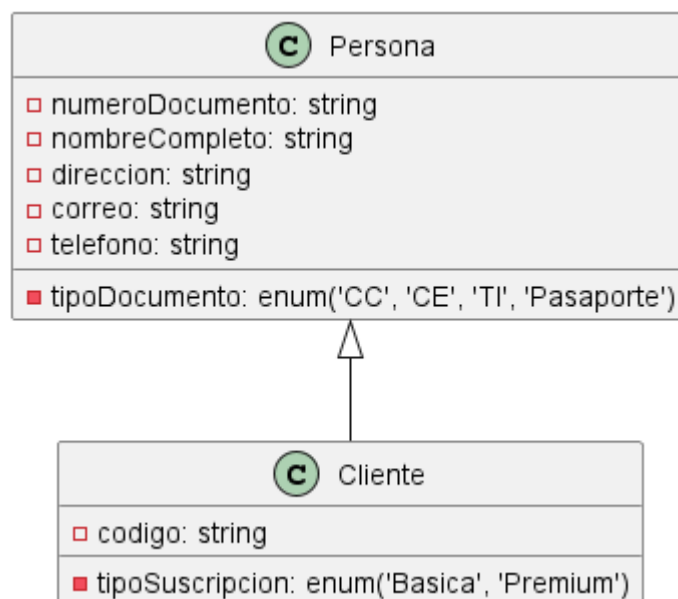 C Persona
numeroDocumento: string
nombreCompleto: string
direccion: string
correo: string
telefono: string
tipoDocumento: enum('CC', 'CE', 'TI', 'Pasaporte')
C Cliente
codigo: string
tipoSuscripcion: enum('Basica', 'Premium')